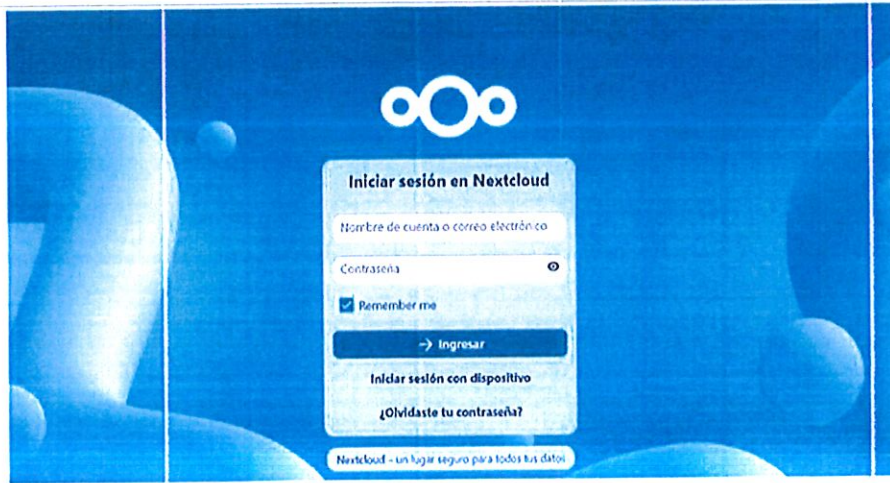 Iniciar sesión en Nextcloud
Nombre de cuenta o correo electrónico
Contraseña
Remember me
→ Ingresar
Iniciar sesión con dispositivo
¿Olvidaste tu contraseña?
Nextcloud – un lugar seguro para todos tus datos